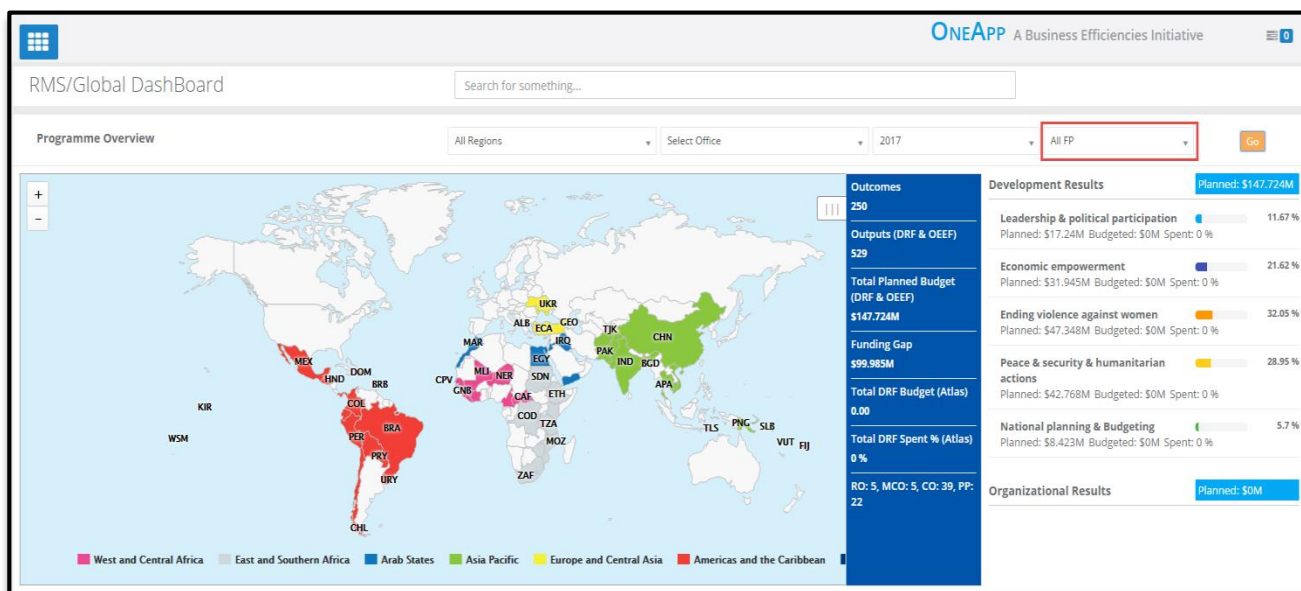 ONEAPP A Business Efficiencies Initiative
0
RMS/Global DashBoard
Search for something...
Programme Overview
All Regions
Select Office
2017
All FP
Go
+
−
UKR
ALB
ECA
GEO
TJK
CHN
MAR
IRQ
PAK
MEX
EGY
IND
BGD
DOM
HND
BRB
CPV
MLI
NER
SDN
GNB
CAF
ETH
APA
COL
KIR
COD
TZA
BRA
TLS
PNG
SLB
WSM
PER
MOZ
VUT
FIJ
PRY
URY
ZAF
CHL
West and Central Africa
East and Southern Africa
Arab States
Asia Pacific
Europe and Central Asia
Americas and the Caribbean
Outcomes
250
Outputs (DRF & OEEF)
529
Total Planned Budget
(DRF & OEEF)
$147.724M
Funding Gap
$99.985M
Total DRF Budget (Atlas)
0.00
Total DRF Spent % (Atlas)
0 %
RO: 5, MCO: 5, CO: 39, PP:
22
Development Results
Planned: $147.724M
Leadership & political participation
11.67 %
Planned: $17.24M Budgeted: $0M Spent: 0 %
Economic empowerment
21.62 %
Planned: $31.945M Budgeted: $0M Spent: 0 %
Ending violence against women
32.05 %
Planned: $47.348M Budgeted: $0M Spent: 0 %
Peace & security & humanitarian
actions
28.95 %
Planned: $42.768M Budgeted: $0M Spent: 0 %
National planning & Budgeting
5.7 %
Planned: $8.423M Budgeted: $0M Spent: 0 %
Organizational Results
Planned: $0M